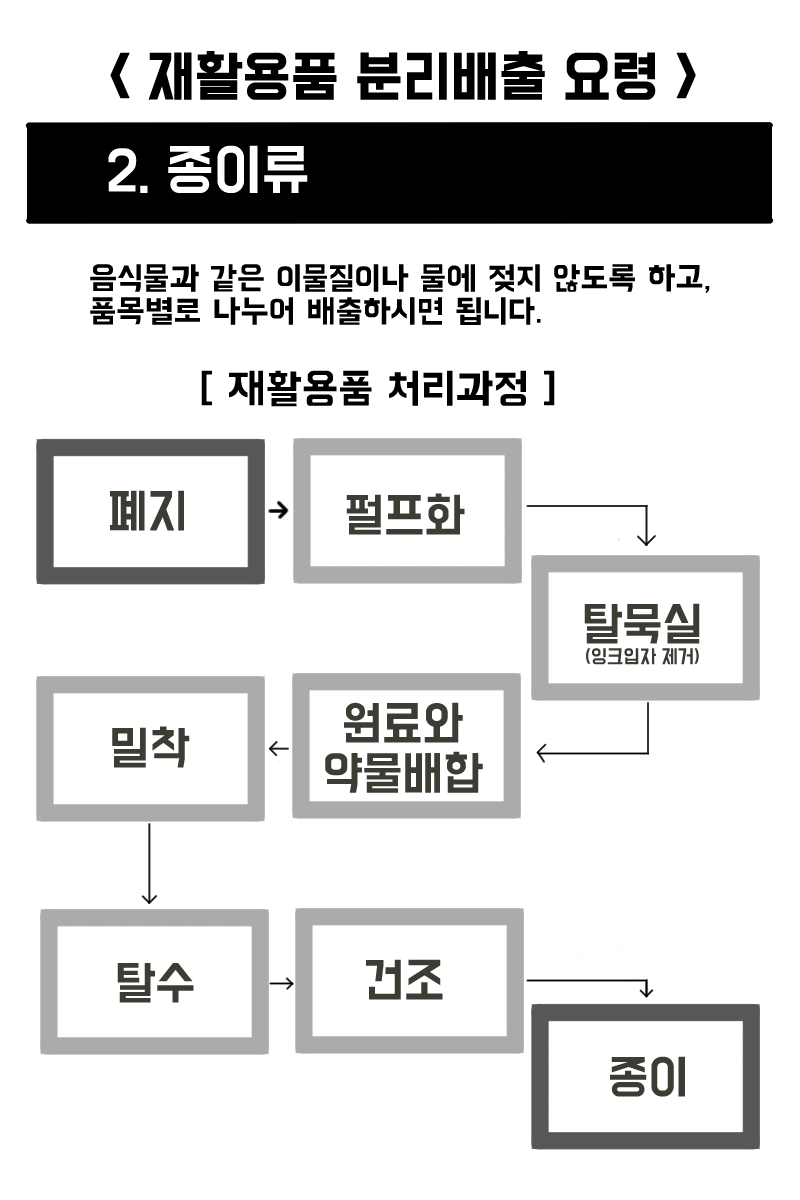 < 재활용품 분리배출 요령 >
2. 종이류
음식물과 같은 이물질이나 물에 젖지 않도록 하고,
품목별로 나누어 배출하시면 됩니다.
[ 재활용품 처리과정 ]
폐지
펄프화
탈묵실
(잉크입자 제거)
원료와
약물배합
밀착
탈수
건조
종이